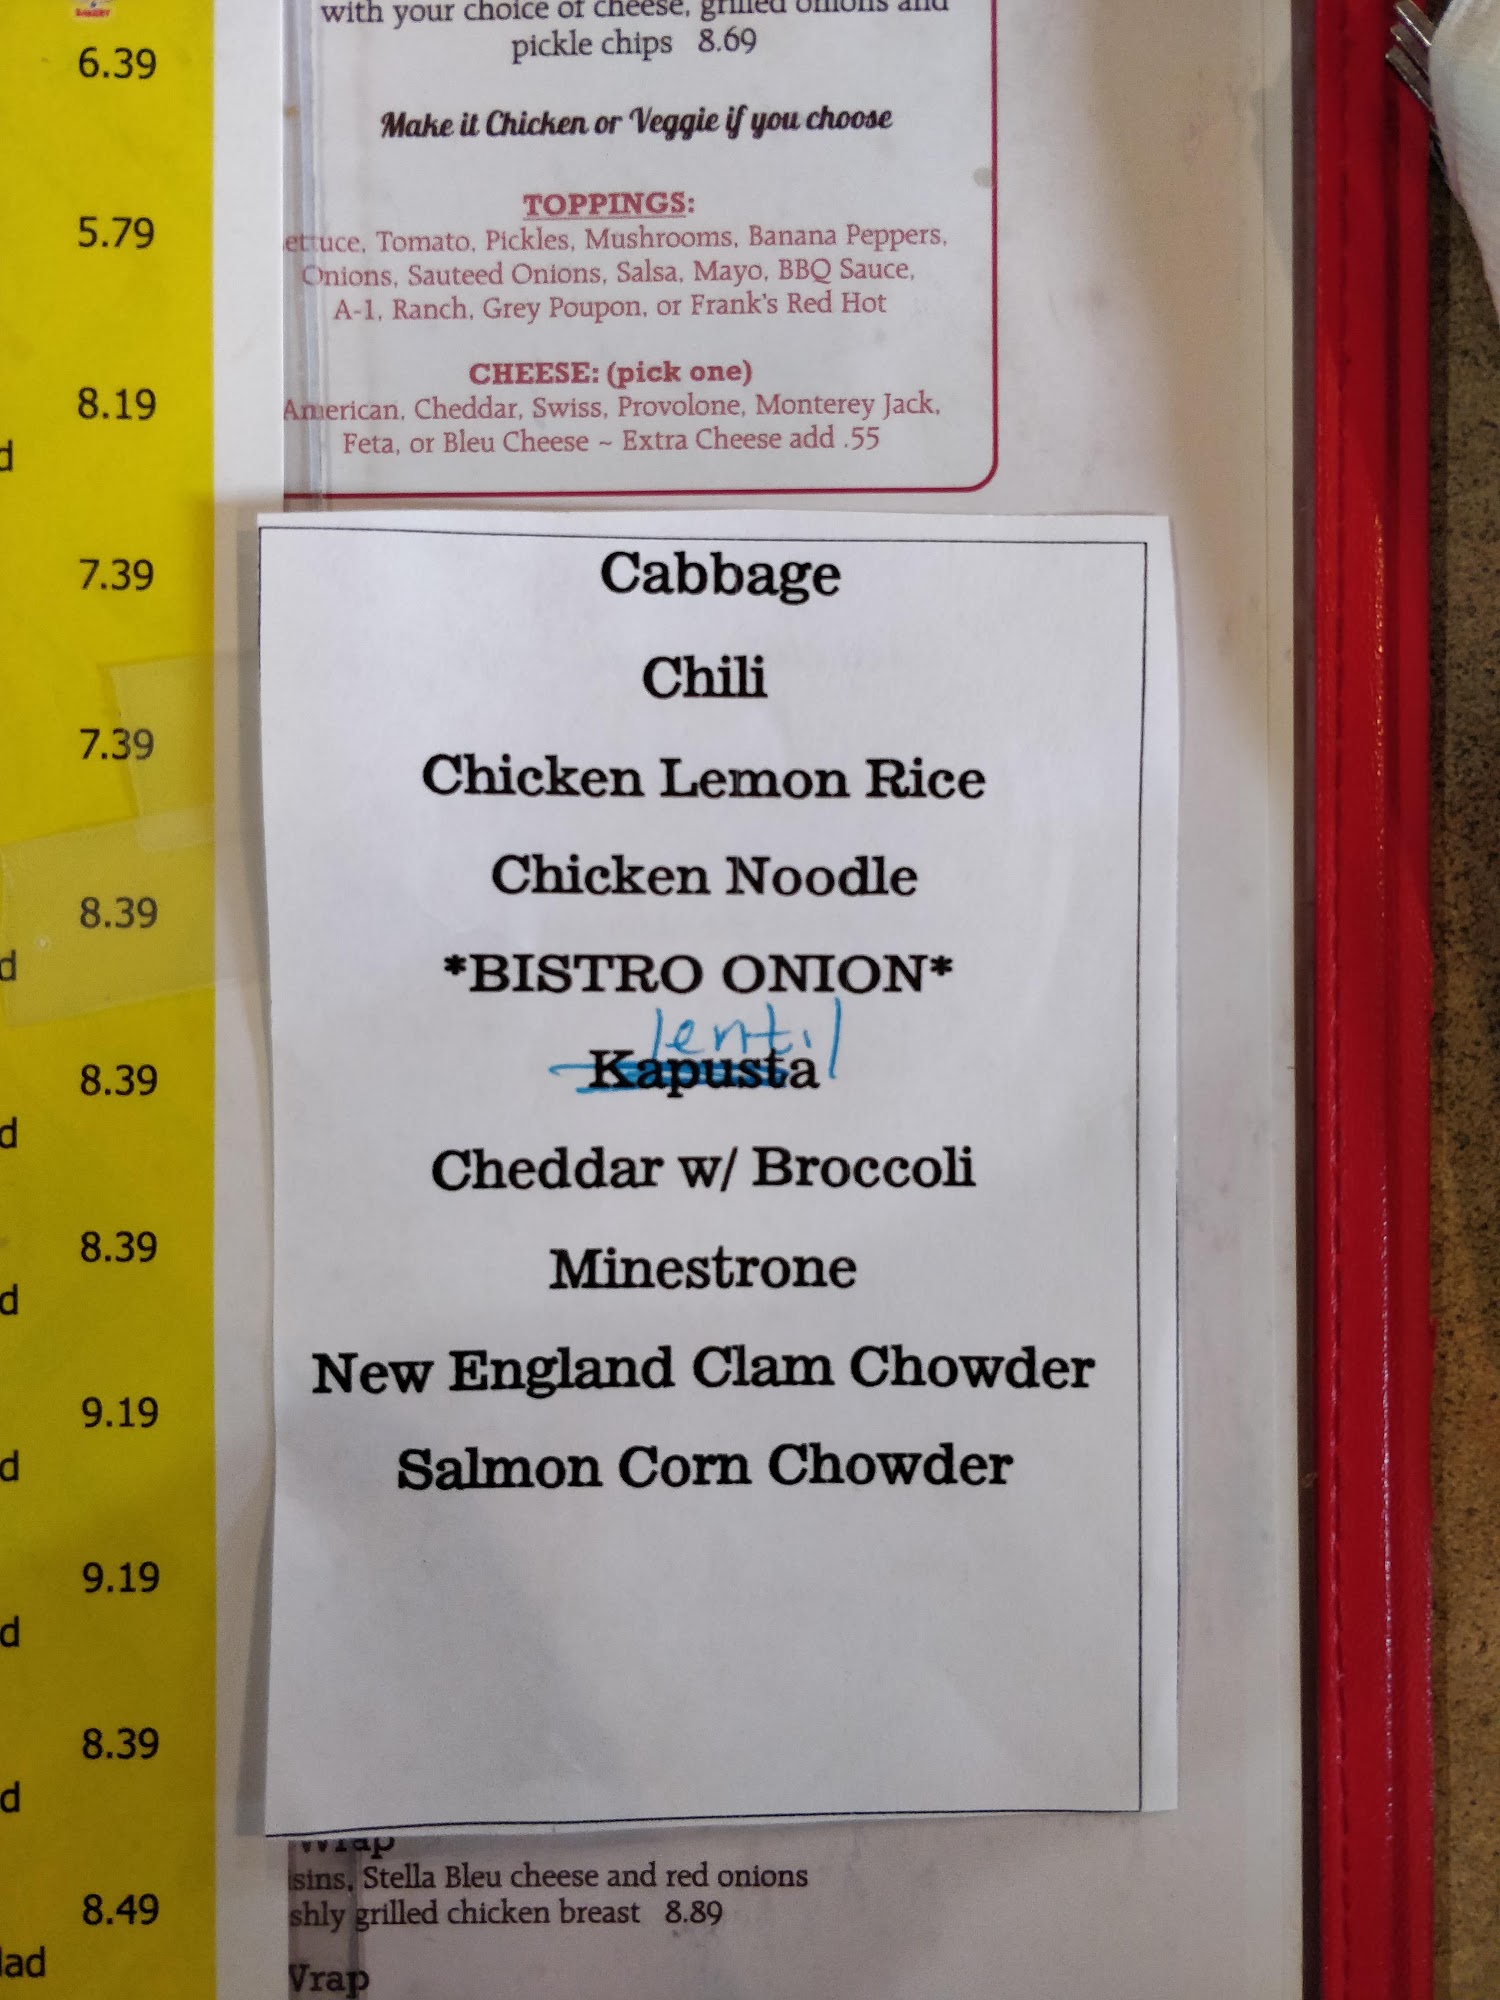 BAKERY
6.39
5.79
8.19
d
7.39
7.39
8.39
d
8.39
d
8.39
d
9.19
d
9.19
d
8.39
d
8.49
lad
with your choice of cheese, grilled onions and
pickle chips 8.69
Make it Chicken or Veggie if you choose
TOPPINGS:
ettuce, Tomato, Pickles, Mushrooms, Banana Peppers,
Onions, Sauteed Onions, Salsa, Mayo, BBQ Sauce,
A-1, Ranch, Grey Poupon, or Frank's Red Hot
CHEESE: (pick one)
American, Cheddar, Swiss, Provolone, Monterey Jack,
Feta, or Bleu Cheese ~ Extra Cheese add .55
Cabbage
Chili
Chicken Lemon Rice
Chicken Noodle
*BISTRO ONION*
lentil
Kapusta
Cheddar w/ Broccoli
Minestrone
New England Clam Chowder
Salmon Corn Chowder
Wrap
sins, Stella Bleu cheese and red onions
shly grilled chicken breast 8.89
Wrap